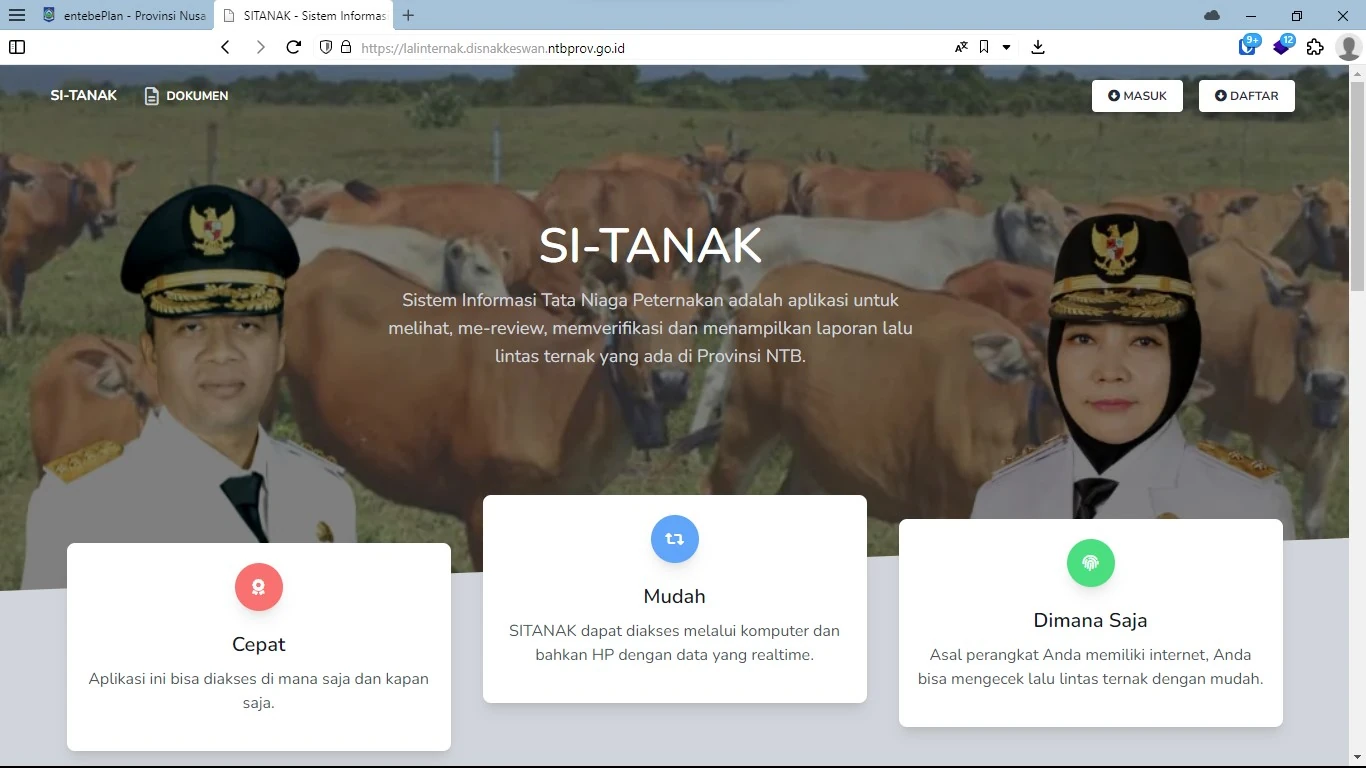 entebePlan - Provinsi Nusa
SITANAK - Sistem Informas
https://lalinternak.disnakkeswan.ntbprov.go.id
9+
12
SI-TANAK
DOKUMEN
MASUK
DAFTAR
SI-TANAK
Sistem Informasi Tata Niaga Peternakan adalah aplikasi untuk
melihat, me-review, memverifikasi dan menampilkan laporan lalu
lintas ternak yang ada di Provinsi NTB.
Cepat
Aplikasi ini bisa diakses di mana saja dan kapan
saja.
Mudah
SITANAK dapat diakses melalui komputer dan
bahkan HP dengan data yang realtime.
Dimana Saja
Asal perangkat Anda memiliki internet, Anda
bisa mengecek lalu lintas ternak dengan mudah.